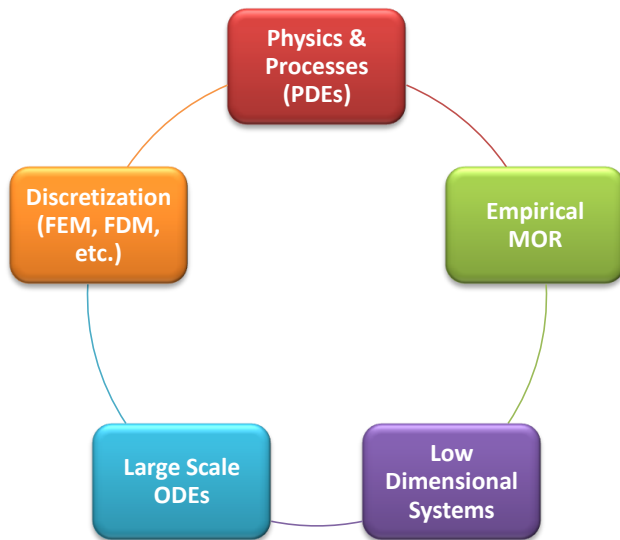 Physics &
Processes
(PDEs)
Discretization
(FEM, FDM,
etc.)
Empirical
MOR
Large Scale
ODEs
Low
Dimensional
Systems